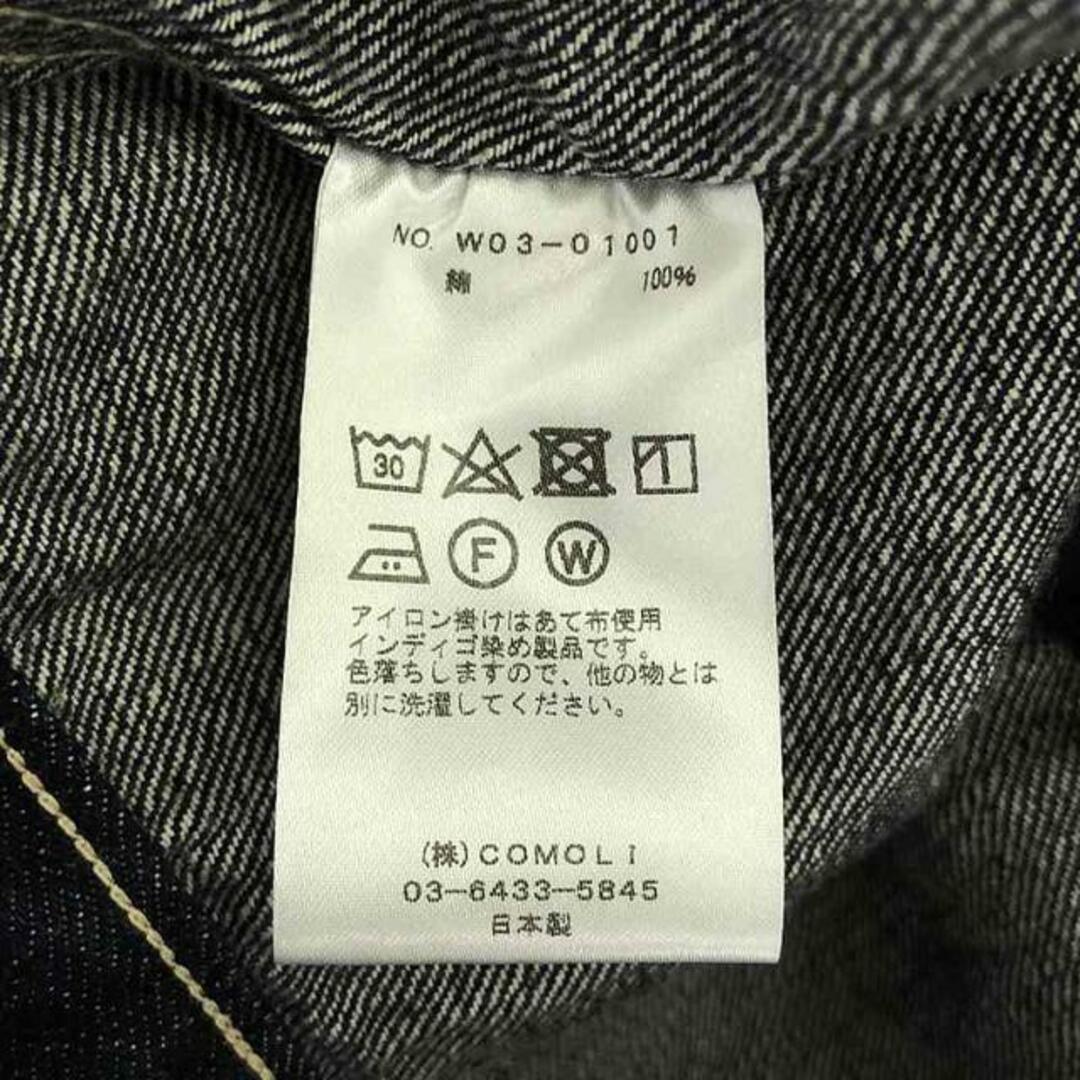 NO. W03-01001
綿 100%
30
F W
アイロン掛けはあて布使用
インディゴ染め製品です。
色落ちしますので、他の物とは
別に洗濯してください。
(株)COMOLI
03-6433-5845
日本製